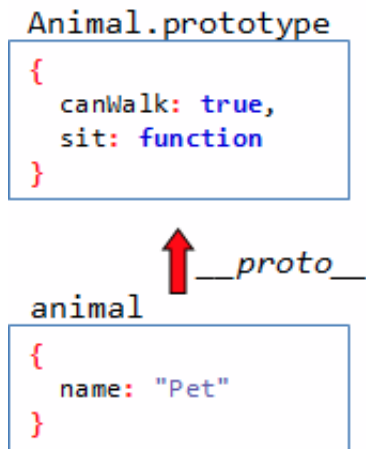 Animal.prototype
{
canWalk: true,
sit: function
}
__proto__
animal
{
name: "Pet"
}